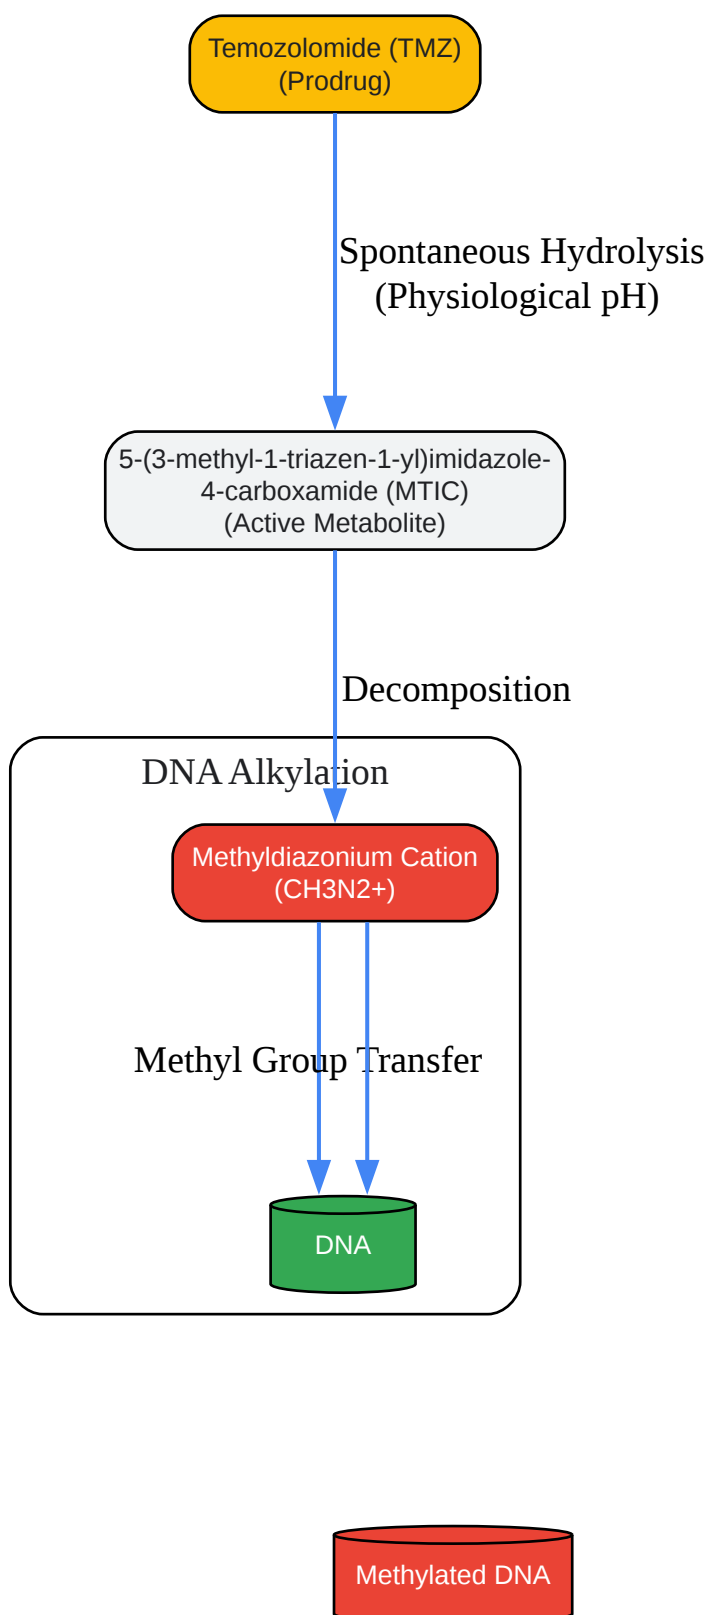 Temozolomide (TMZ)
(Prodrug)
Spontaneous Hydrolysis
(Physiological pH)
5-(3-methyl-1-triazen-1-yl)imidazole-
4-carboxamide (MTIC)
(Active Metabolite)
Decomposition
DNA Alkylation
Methyldiazonium Cation
(CH3N2+)
Methyl Group Transfer
DNA
Methylated DNA